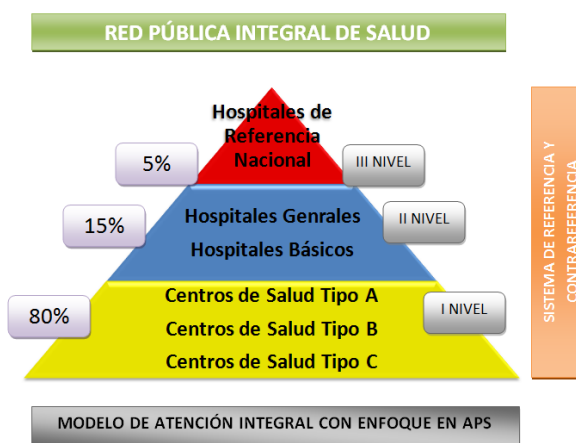 RED PÚBLICA INTEGRAL DE SALUD
Hospitales de
Referencia
Nacional
5%
III NIVEL
Hospitales Genrales
Hospitales Básicos
15%
II NIVEL
Centros de Salud Tipo A
Centros de Salud Tipo B
Centros de Salud Tipo C
80%
I NIVEL
SISTEMA DE REFERENCIA Y
CONTRAREFERENCIA
MODELO DE ATENCIÓN INTEGRAL CON ENFOQUE EN APS